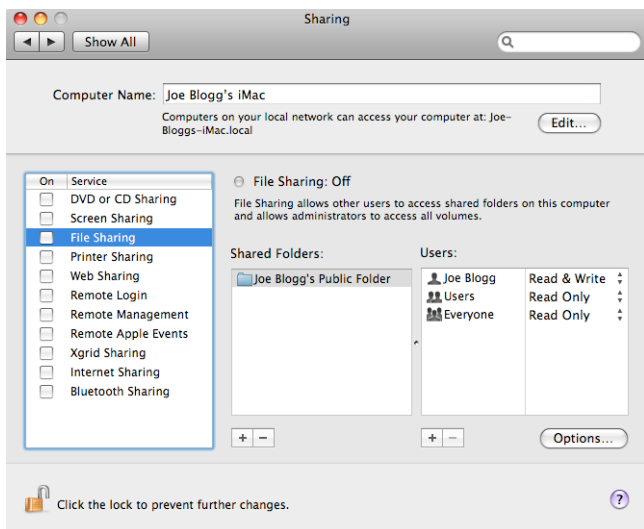 Sharing
Show All
Computer Name: Joe Blogg's iMac
Computers on your local network can access your computer at: Joe-
Bloggs-iMac.local
Edit...
On Service
DVD or CD Sharing
Screen Sharing
File Sharing
Printer Sharing
Web Sharing
Remote Login
Remote Management
Remote Apple Events
Xgrid Sharing
Internet Sharing
Bluetooth Sharing
File Sharing: Off
File Sharing allows other users to access shared folders on this computer
and allows administrators to access all volumes.
Shared Folders:
Joe Blogg's Public Folder
+ −
Users:
Joe Blogg Read & Write
Users Read Only
Everyone Read Only
+ −
Options...
Click the lock to prevent further changes.
?